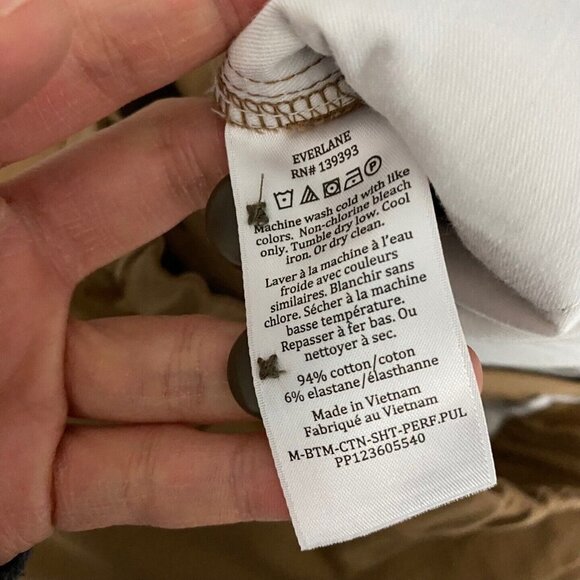 EVERLANE
RN# 139393
Machine wash cold with like
colors. Non-chlorine bleach
only. Tumble dry low. Cool
iron. Or dry clean.
Laver à la machine à l'eau
froide avec couleurs
similaires. Blanchir sans
chlore. Sécher à la machine
basse température.
Repasser à fer bas. Ou
nettoyer à sec.
94% cotton/coton
6% elastane/élasthanne
Made in Vietnam
Fabriqué au Vietnam
M-BTM-CTN-SHT-PERF.PUL
PP123605540